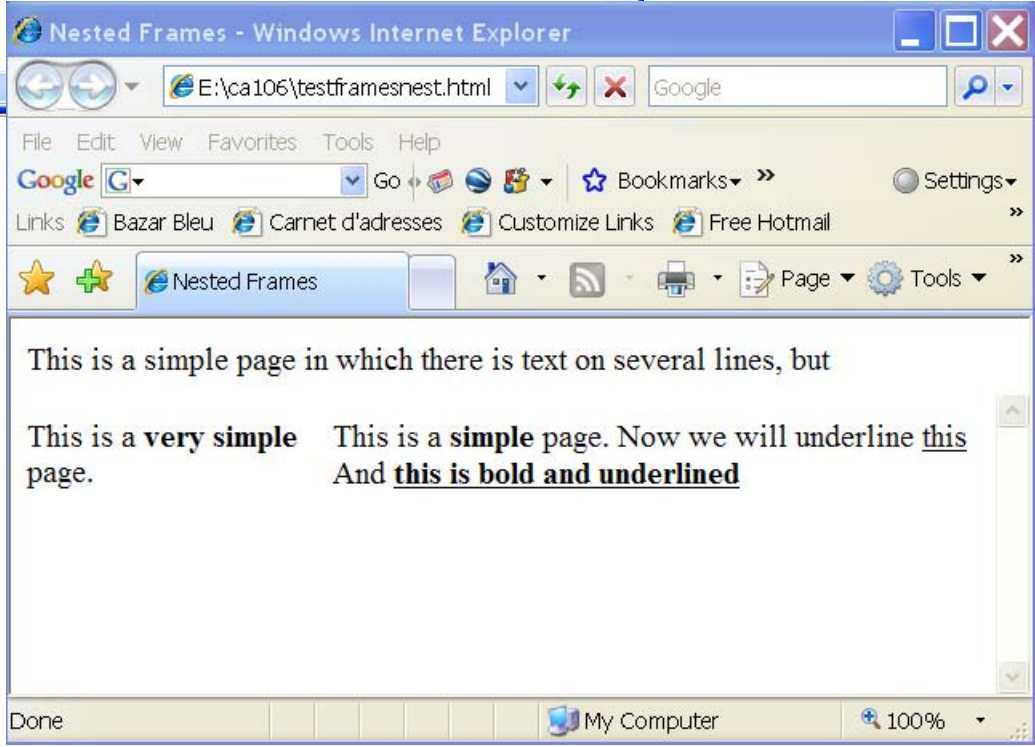 Nested Frames - Windows Internet Explorer
E:\ca106\testframesnest.html Google
File Edit View Favorites Tools Help
Google G Go Bookmarks » Settings
Links Bazar Bleu Carnet d'adresses Customize Links Free Hotmail »
Nested Frames Page Tools »
This is a simple page in which there is text on several lines, but
This is a very simple
page.
This is a simple page. Now we will underline this
And this is bold and underlined
Done My Computer 100%